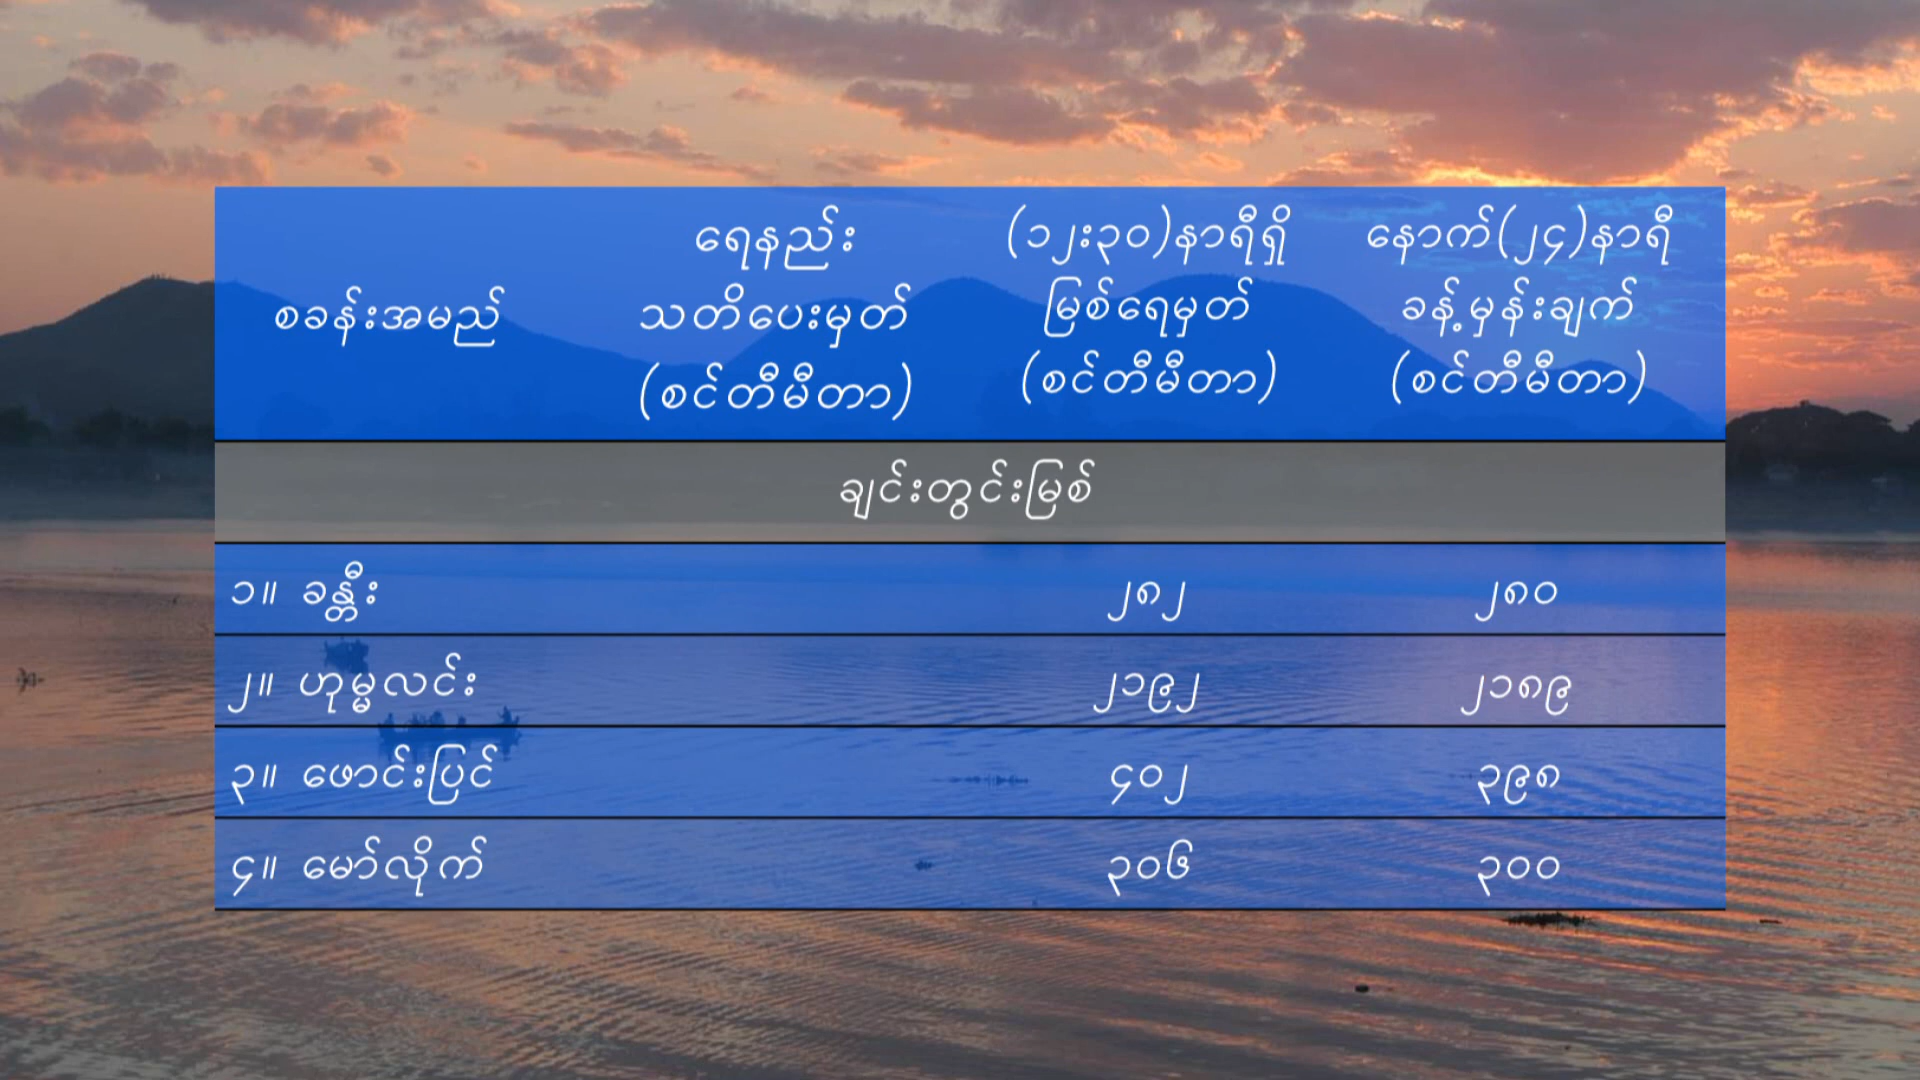 စခန်းအမည်
ရေနည်း
သတိပေးမှတ်
(စင်တီမီတာ)
(၁၂း၃၀)နာရီရှိ
မြစ်ရေမှတ်
(စင်တီမီတာ)
နောက်(၂၄)နာရီ
ခန့်မှန်းချက်
(စင်တီမီတာ)
ချင်းတွင်းမြစ်
၁။ ခန္တီး ၂၈၂ ၂၈၀
၂။ ဟုမ္မလင်း ၂၁၉၂ ၂၁၈၉
၃။ ဖောင်းပြင် ၄၀၂ ၃၉၈
၄။ မော်လိုက် ၃၀၆ ၃၀၀